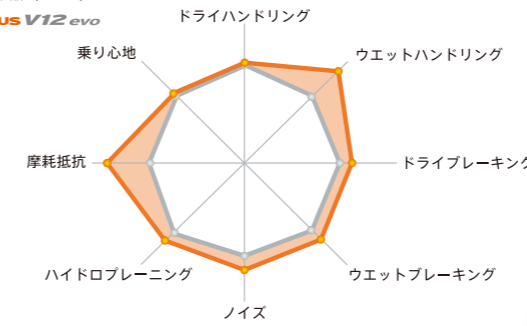 ドライハンドリング
us V12 evo
乗り心地
ウエットハンドリング
摩耗抵抗
ドライブレーキング
ハイドロプレーニング
ウエットブレーキング
ノイズ